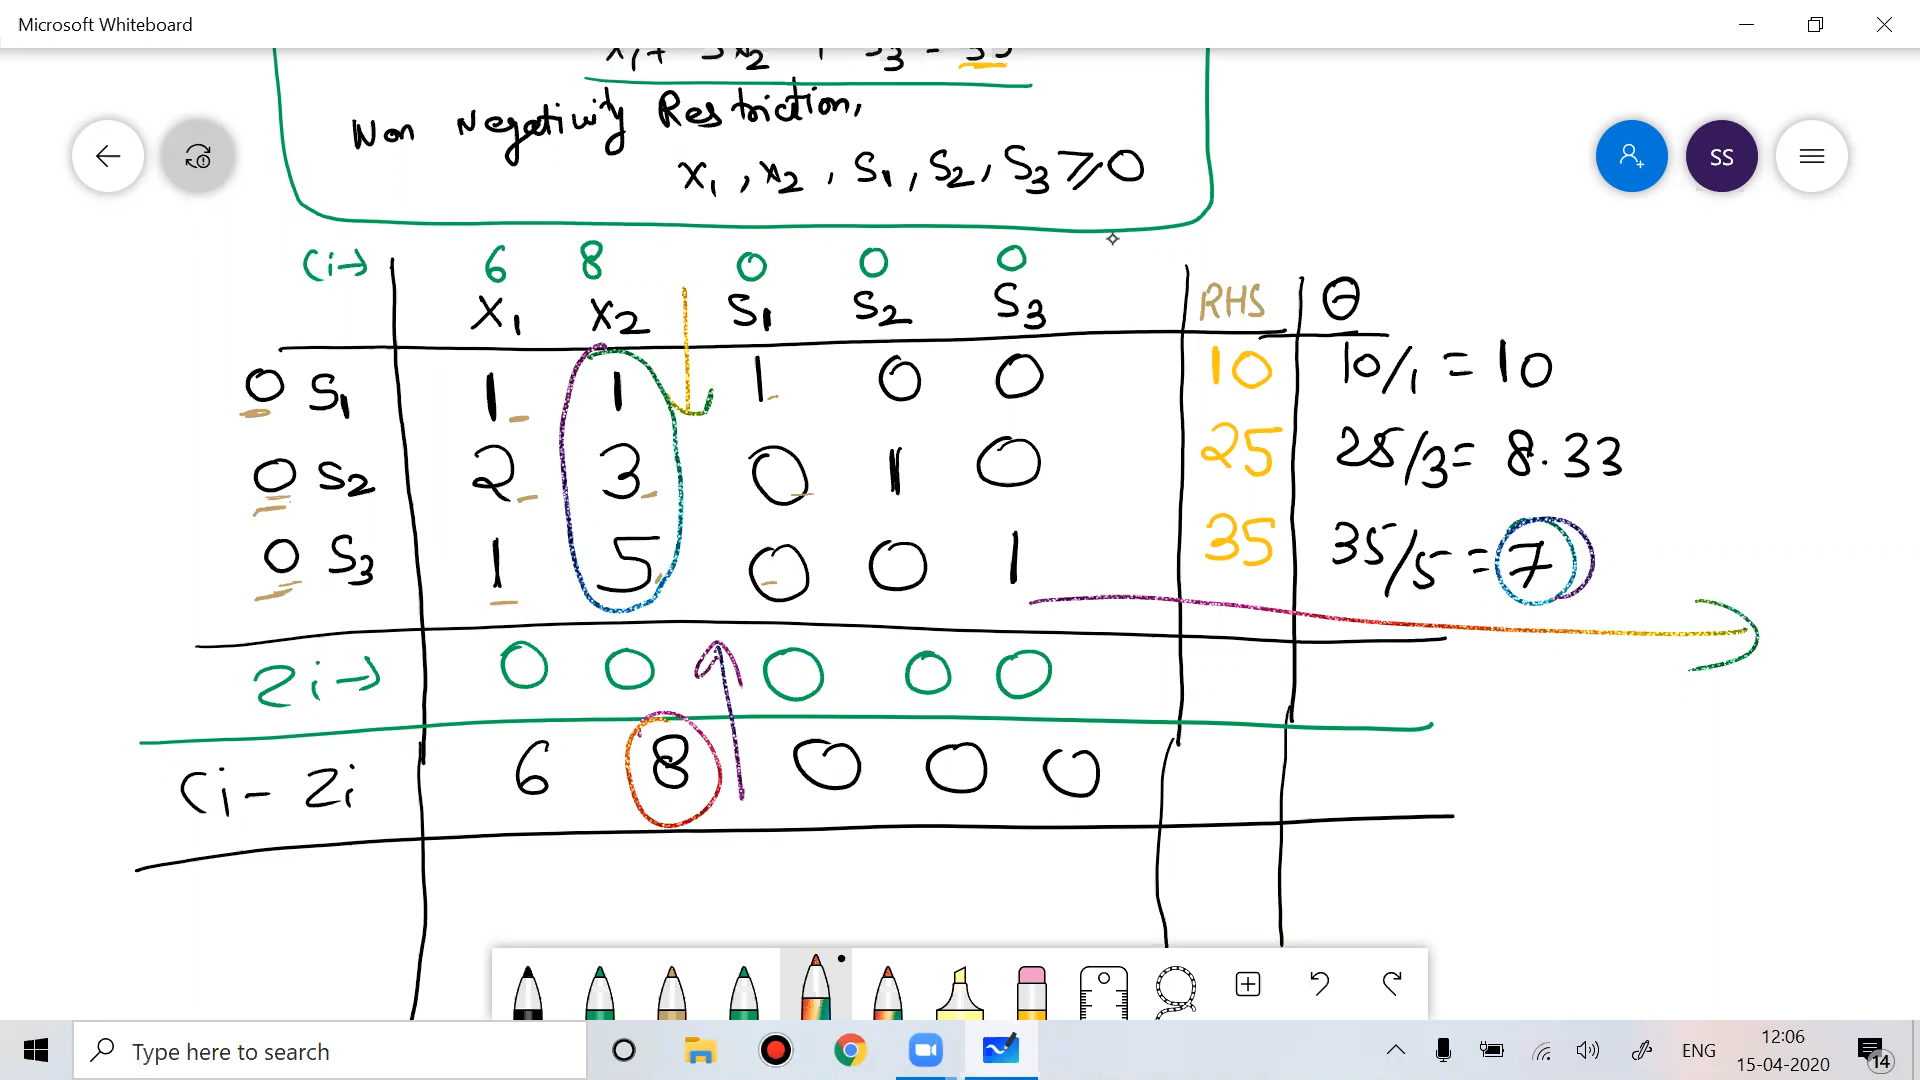 Microsoft Whiteboard
x₁ + 5x₂ + S₃ = 35
Non Negativity Restriction,
x₁, x₂, S₁, S₂, S₃ ≥ 0
SS
Ci→ 6 8 0 0 0
X₁ X₂ S₁ S₂ S₃ RHS θ
0 S₁ 1 1 1 0 0 10 10/1 = 10
0 S₂ 2 3 0 1 0 25 25/3 = 8.33
0 S₃ 1 5 0 0 1 35 35/5 = 7
Zi→ 0 0 0 0 0
Ci - Zi 6 8 0 0 0
Type here to search
ENG
12:06
15-04-2020
14